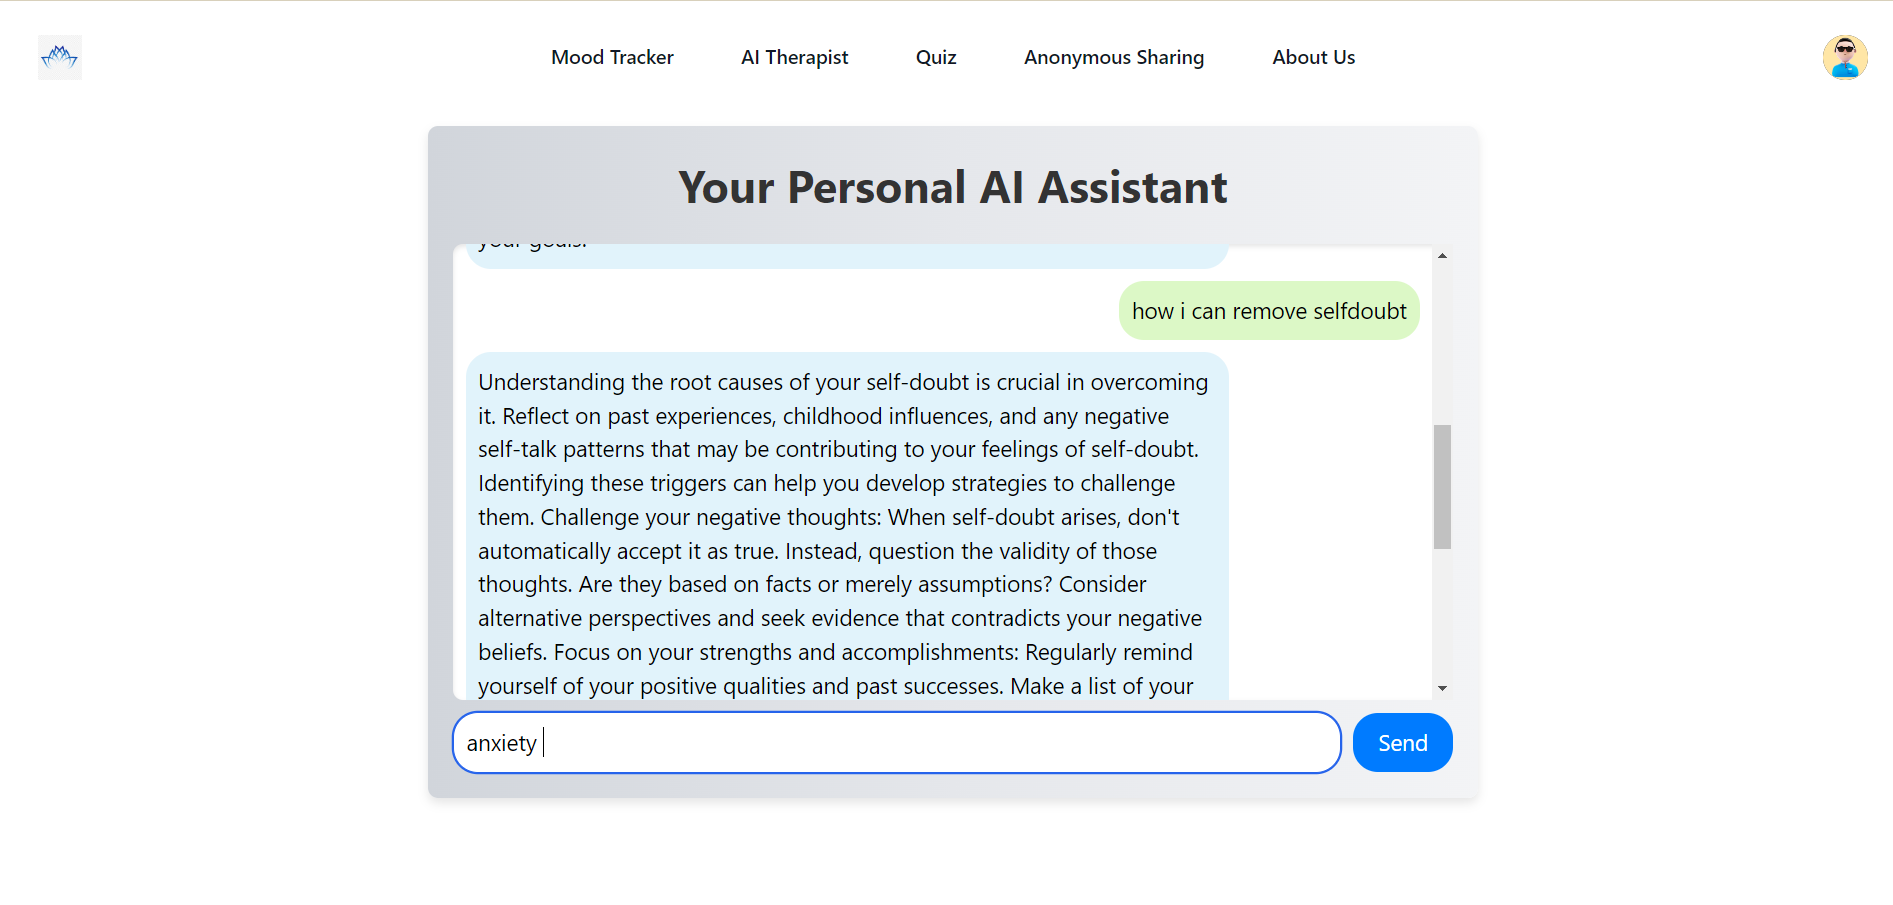 Mood Tracker AI Therapist Quiz Anonymous Sharing About Us
Your Personal AI Assistant
your goals.
how i can remove selfdoubt
Understanding the root causes of your self-doubt is crucial in overcoming
it. Reflect on past experiences, childhood influences, and any negative
self-talk patterns that may be contributing to your feelings of self-doubt.
Identifying these triggers can help you develop strategies to challenge
them. Challenge your negative thoughts: When self-doubt arises, don't
automatically accept it as true. Instead, question the validity of those
thoughts. Are they based on facts or merely assumptions? Consider
alternative perspectives and seek evidence that contradicts your negative
beliefs. Focus on your strengths and accomplishments: Regularly remind
yourself of your positive qualities and past successes. Make a list of your
anxiety
Send